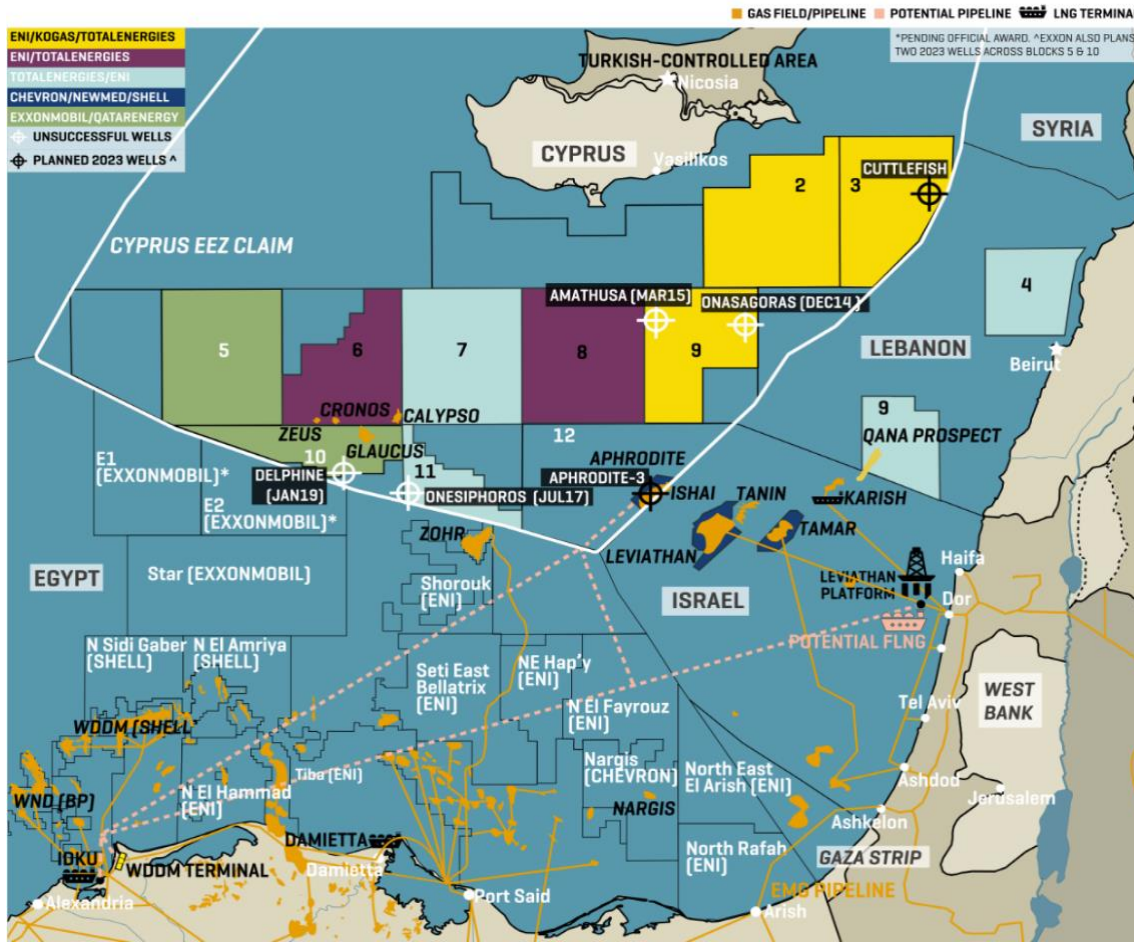 GAS FIELD/PIPELINE POTENTIAL PIPELINE LNG TERMINAL
*PENDING OFFICIAL AWARD. ^EXXON ALSO PLANS
TWO 2023 WELLS ACROSS BLOCKS 5 & 10
ENI/KOGAS/TOTALENERGIES
ENI/TOTALENERGIES
TOTALENERGIES/ENI
CHEVRON/NEWMED/SHELL
EXXONMOBIL/QATARENERGY
UNSUCCESSFUL WELLS
PLANNED 2023 WELLS ^
TURKISH-CONTROLLED AREA
Nicosia
SYRIA
CYPRUS
Vasilikos
2
3
CUTTLEFISH
CYPRUS EEZ CLAIM
4
AMATHUSA (MAR15)
ONASAGORAS (DEC14)
5
6
7
8
9
LEBANON
Beirut
CRONOS
CALYPSO
ZEUS
GLAUCUS
12
9
QANA PROSPECT
10
11
E1
(EXXONMOBIL)*
DELPHINE
(JAN19)
ONESIPHOROS (JUL17)
APHRODITE
APHRODITE-3
ISHAI
TANIN
KARISH
E2
(EXXONMOBIL)*
ZOHR
LEVIATHAN
TAMAR
EGYPT
Star (EXXONMOBIL)
Shorouk
(ENI)
ISRAEL
LEVIATHAN
PLATFORM
Haifa
Dor
POTENTIAL FLNG
N Sidi Gaber
(SHELL)
N El Amriya
(SHELL)
Seti East
Bellatrix
(ENI)
NE Hap'y
(ENI)
N El Fayrouz
(ENI)
WEST
BANK
Tel Aviv
WDDM (SHELL
Tiba (ENI)
Nargis
(CHEVRON)
North East
El Arish (ENI)
Ashdod
Jerusalem
WND (BP)
N El Hammad
(ENI)
NARGIS
Ashkelon
North Rafah
(ENI)
GAZA STRIP
IDKU
WDDM TERMINAL
DAMIETTA
Damietta
Port Said
EMG PIPELINE
Alexandria
Arish